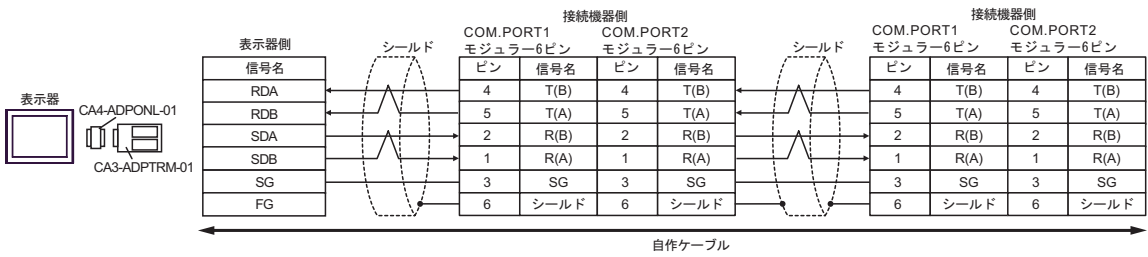 接続機器側
接続機器側
COM.PORT1 COM.PORT2
COM.PORT1 COM.PORT2
表示器側 シールド モジュラー6ピン モジュラー6ピン シールド モジュラー6ピン モジュラー6ピン
信号名 ピン 信号名 ピン 信号名 ピン 信号名 ピン 信号名
RDA 4 T(B) 4 T(B) 4 T(B) 4 T(B)
表示器
CA4-ADPONL-01
RDB 5 T(A) 5 T(A) 5 T(A) 5 T(A)
SDA 2 R(B) 2 R(B) 2 R(B) 2 R(B)
SDB 1 R(A) 1 R(A) 1 R(A) 1 R(A)
CA3-ADPTRM-01
SG 3 SG 3 SG 3 SG 3 SG
FG 6 シールド 6 シールド 6 シールド 6 シールド
自作ケーブル